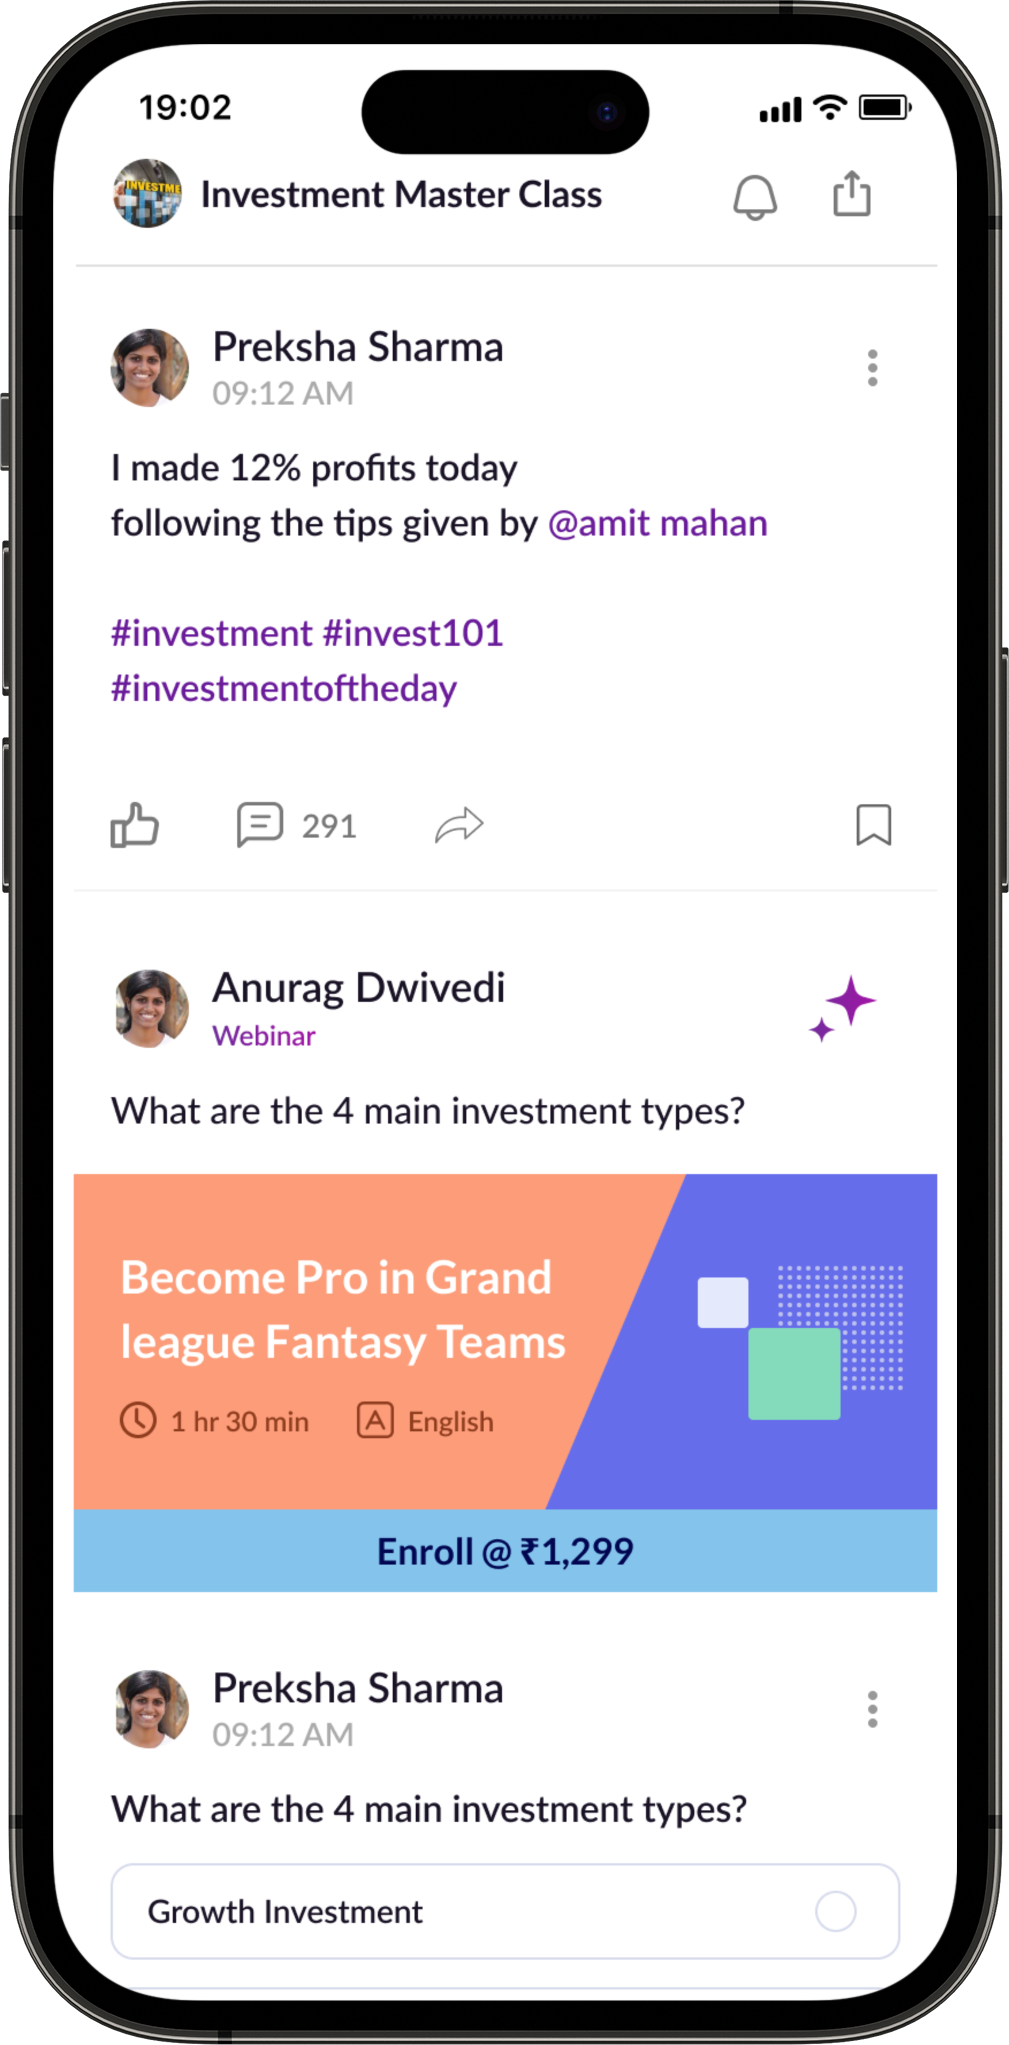 19:02
INVESTME
Investment Master Class
Preksha Sharma
09:12 AM
I made 12% profits today
following the tips given by @amit mahan
#investment #invest101
#investmentoftheday
291
Anurag Dwivedi
Webinar
What are the 4 main investment types?
Become Pro in Grand
league Fantasy Teams
1 hr 30 min
A English
Enroll @ ₹1,299
Preksha Sharma
09:12 AM
What are the 4 main investment types?
Growth Investment